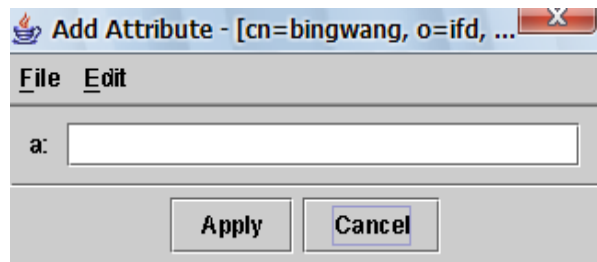 Add Attribute - [cn=bingwang, o=ifd, ...
File Edit
a:
Apply Cancel